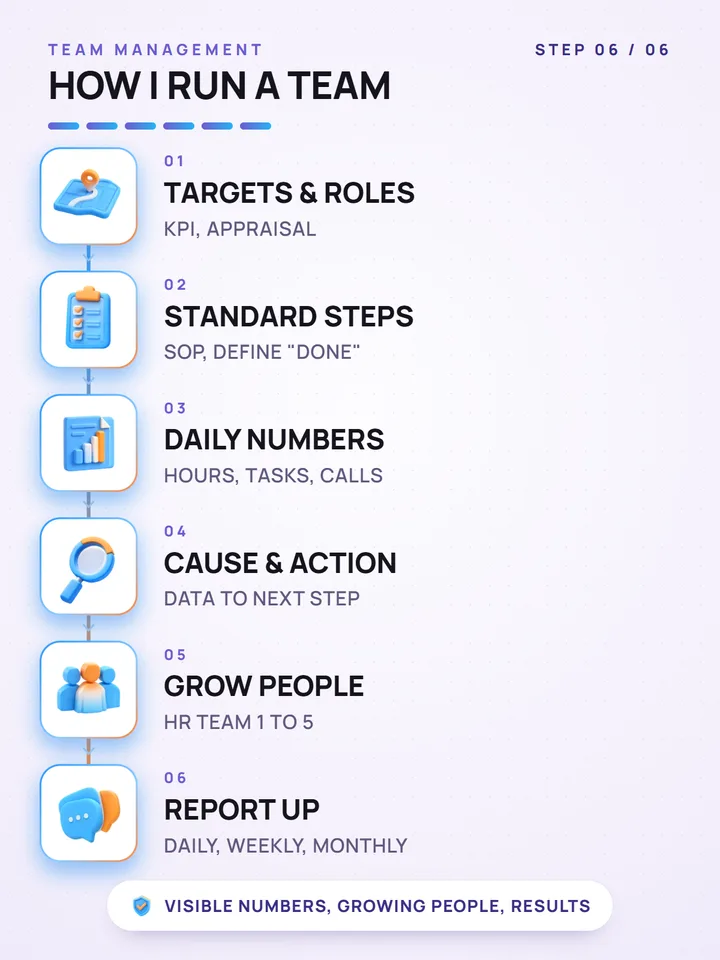 TEAM MANAGEMENT
STEP 06 / 06
HOW I RUN A TEAM
01
TARGETS & ROLES
KPI, APPRAISAL
02
STANDARD STEPS
SOP, DEFINE "DONE"
03
DAILY NUMBERS
HOURS, TASKS, CALLS
04
CAUSE & ACTION
DATA TO NEXT STEP
05
GROW PEOPLE
HR TEAM 1 TO 5
06
REPORT UP
DAILY, WEEKLY, MONTHLY
VISIBLE NUMBERS, GROWING PEOPLE, RESULTS